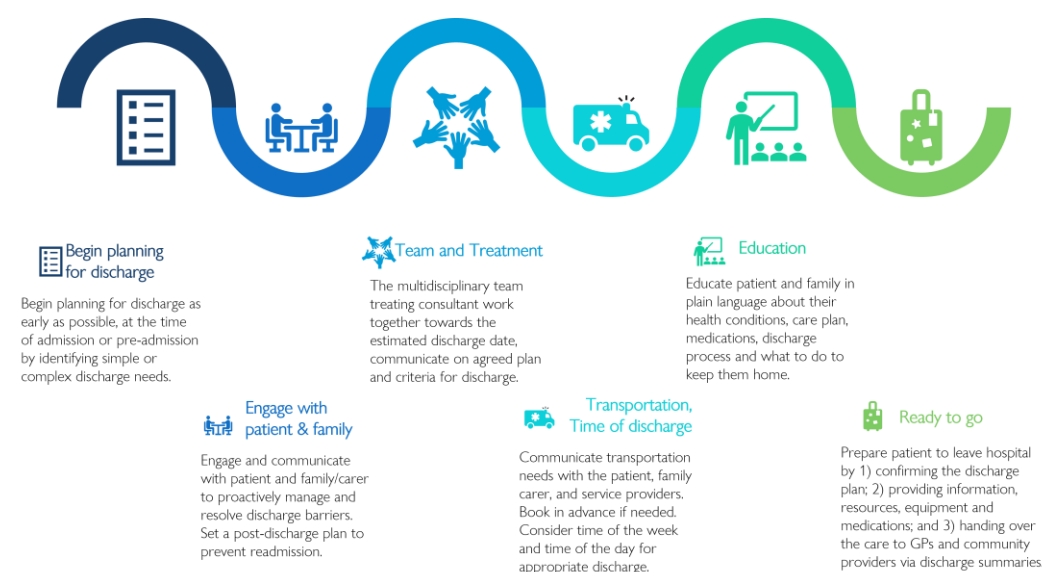 Begin planning
for discharge
Begin planning for discharge as
early as possible, at the time
of admission or pre-admission
by identifying simple or
complex discharge needs.
Engage with
patient & family
Engage and communicate
with patient and family/carer
to proactively manage and
resolve discharge barriers.
Set a post-discharge plan to
prevent readmission.
Team and Treatment
The multidisciplinary team
treating consultant work
together towards the
estimated discharge date,
communicate on agreed plan
and criteria for discharge.
Transportation,
Time of discharge
Communicate transportation
needs with the patient, family
carer, and service providers.
Book in advance if needed.
Consider time of the week
and time of the day for
appropriate discharge.
Education
Educate patient and family in
plain language about their
health conditions, care plan,
medications, discharge
process and what to do to
keep them home.
Ready to go
Prepare patient to leave hospital
by 1) confirming the discharge
plan; 2) providing information,
resources, equipment and
medications; and 3) handing over
the care to GPs and community
providers via discharge summaries